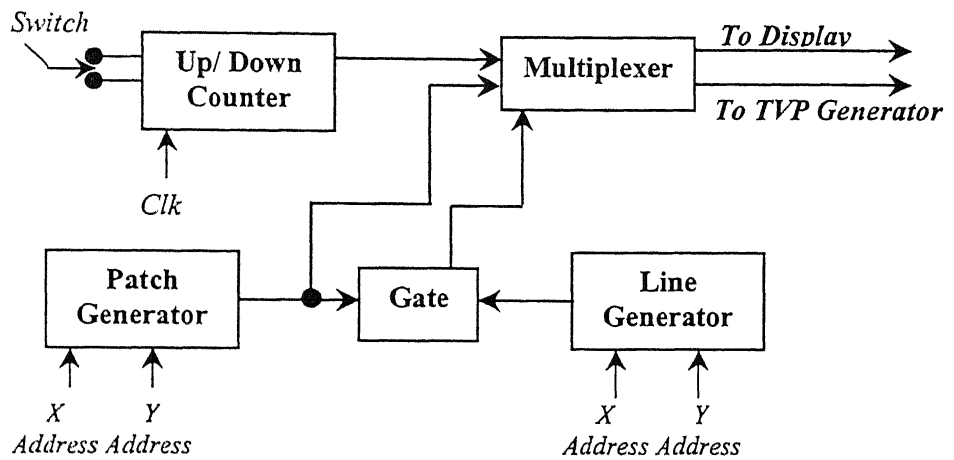 Switch
Up/ Down
Counter
Multiplexer
To Display
To TVP Generator
Clk
Patch
Generator
Gate
Line
Generator
X Y
Address Address
X Y
Address Address